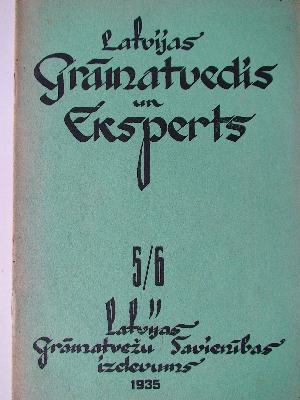 Latvijas
Grāmatvedis
un
Eksperts
5/6
Latvijas
Grāmatvežu Savienības
izdevums
1935